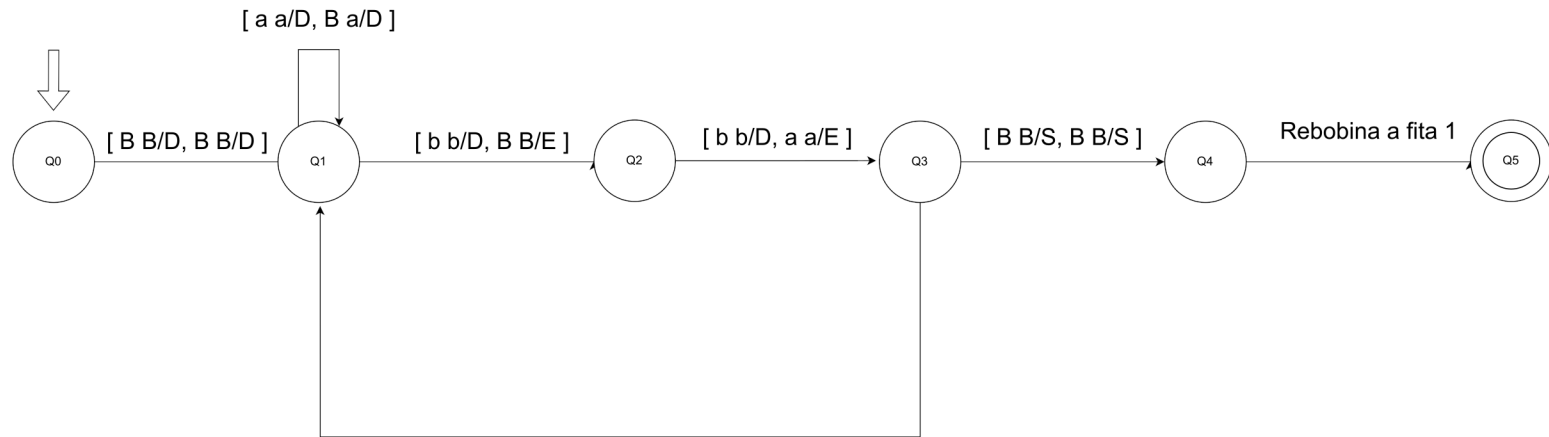 [ a a/D, B a/D ]
[ B B/D, B B/D ]
[ b b/D, B B/E ]
[ b b/D, a a/E ]
[ B B/S, B B/S ]
Rebobina a fita 1
Q0
Q1
Q2
Q3
Q4
Q5